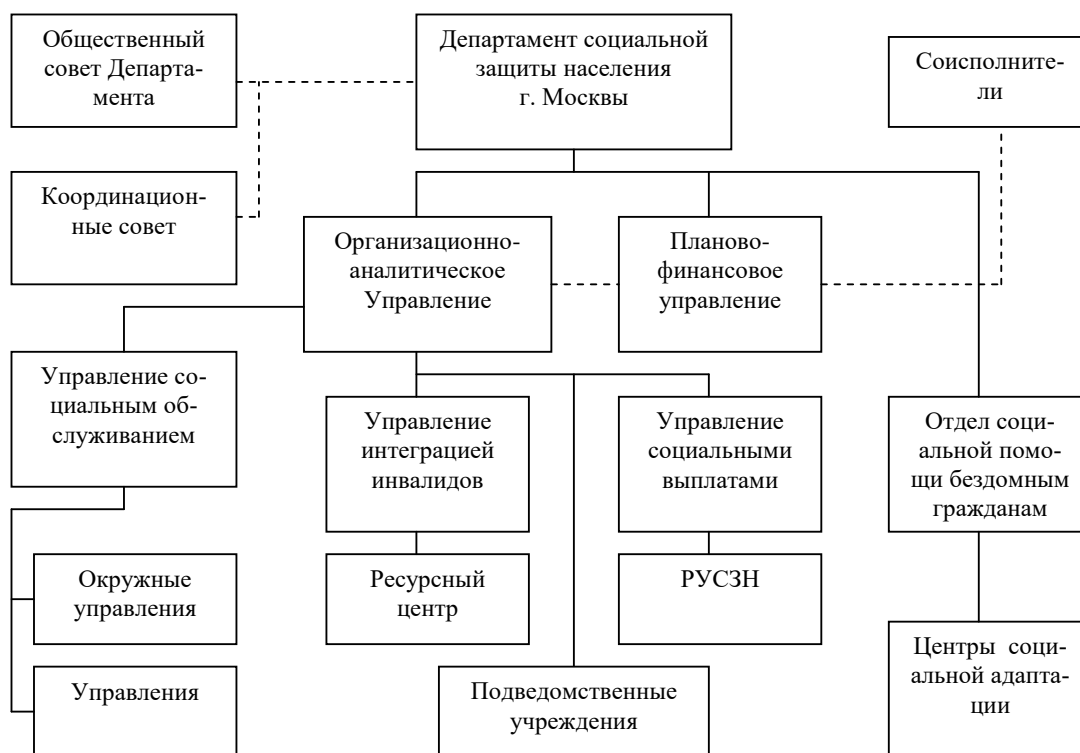 Общественный
совет Департа-
мента
Департамент социальной
защиты населения
г. Москвы
Соисполните-
ли
Координацион-
ные совет
Организационно-
аналитическое
Управление
Планово-
финансовое
управление
Управление со-
циальным об-
служиванием
Управление
интеграцией
инвалидов
Управление
социальными
выплатами
Отдел соци-
альной помо-
щи бездомным
гражданам
Окружные
управления
Ресурсный
центр
РУСЗН
Центры соци-
альной адапта-
ции
Управления
Подведомственные
учреждения